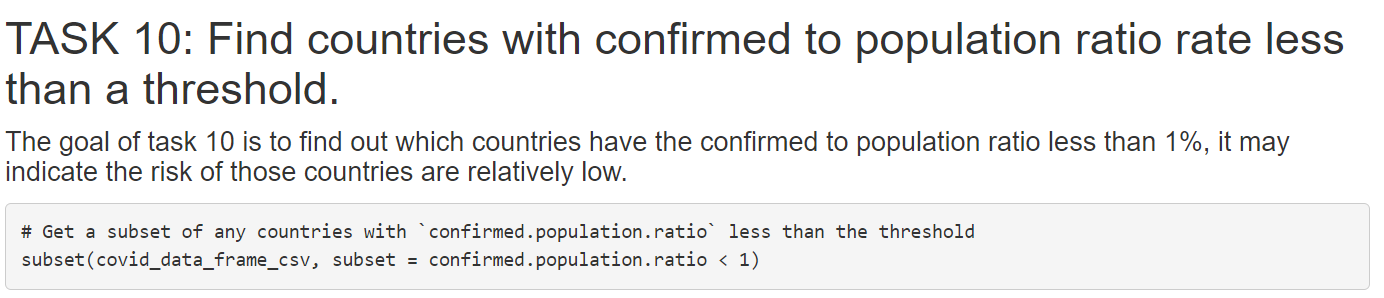 TASK 10: Find countries with confirmed to population ratio rate less
than a threshold.
The goal of task 10 is to find out which countries have the confirmed to population ratio less than 1%, it may
indicate the risk of those countries are relatively low.
# Get a subset of any countries with `confirmed.population.ratio` less than the threshold
subset(covid_data_frame_csv, subset = confirmed.population.ratio < 1)